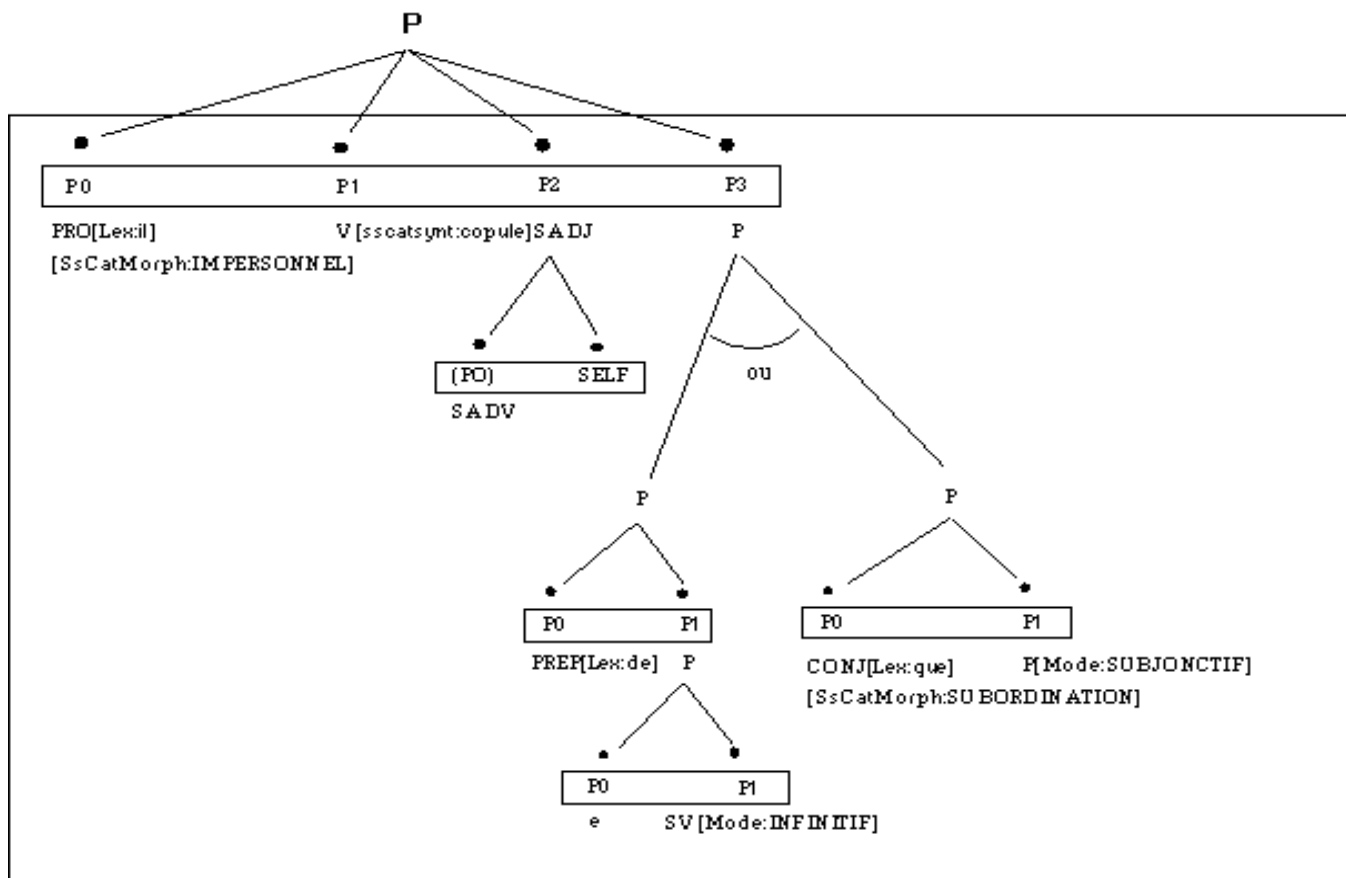 P
P0 P1 P2 P3
PRO[Lex:il] V[sscatsynt:copule]SADJ P
[SsCatMorph:IMPERSONNEL]
(PO) SELF ou
SADV
P P
P0 P1 P0 P1
PREP[Lex:de] P CONJ[Lex:que] P[Mode:SUBJONCTIF]
[SsCatMorph:SUBORDINATION]
P0 P1
e SV[Mode:INFINITIF]